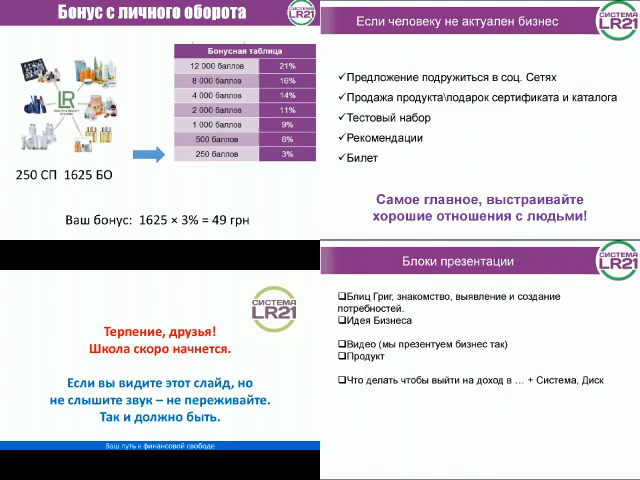 Бонус с личного оборота
СИСТЕМА
LR21
Бонусная таблица
12 000 баллов 21%
8 000 баллов 16%
4 000 баллов 14%
2 000 баллов 11%
1 000 баллов 9%
500 баллов 6%
250 баллов 3%
LR
250 СП 1625 БО
Ваш бонус: 1625 × 3% = 49 грн
Если человеку не актуален бизнес
СИСТЕМА
LR21
✓Предложение подружиться в соц. Сетях
✓Продажа продукта\подарок сертификата и каталога
✓Тестовый набор
✓Рекомендации
✓Билет
Самое главное, выстраивайте
хорошие отношения с людьми!
СИСТЕМА
LR21
Терпение, друзья!
Школа скоро начнется.
Если вы видите этот слайд, но
не слышите звук – не переживайте.
Так и должно быть.
Ваш путь к финансовой свободе
Блоки презентации
СИСТЕМА
LR21
❑Блиц Григ, знакомство, выявление и создание
потребностей.
❑Идея Бизнеса
❑Видео (мы презентуем бизнес так)
❑Продукт
❑Что делать чтобы выйти на доход в … + Система, Диск